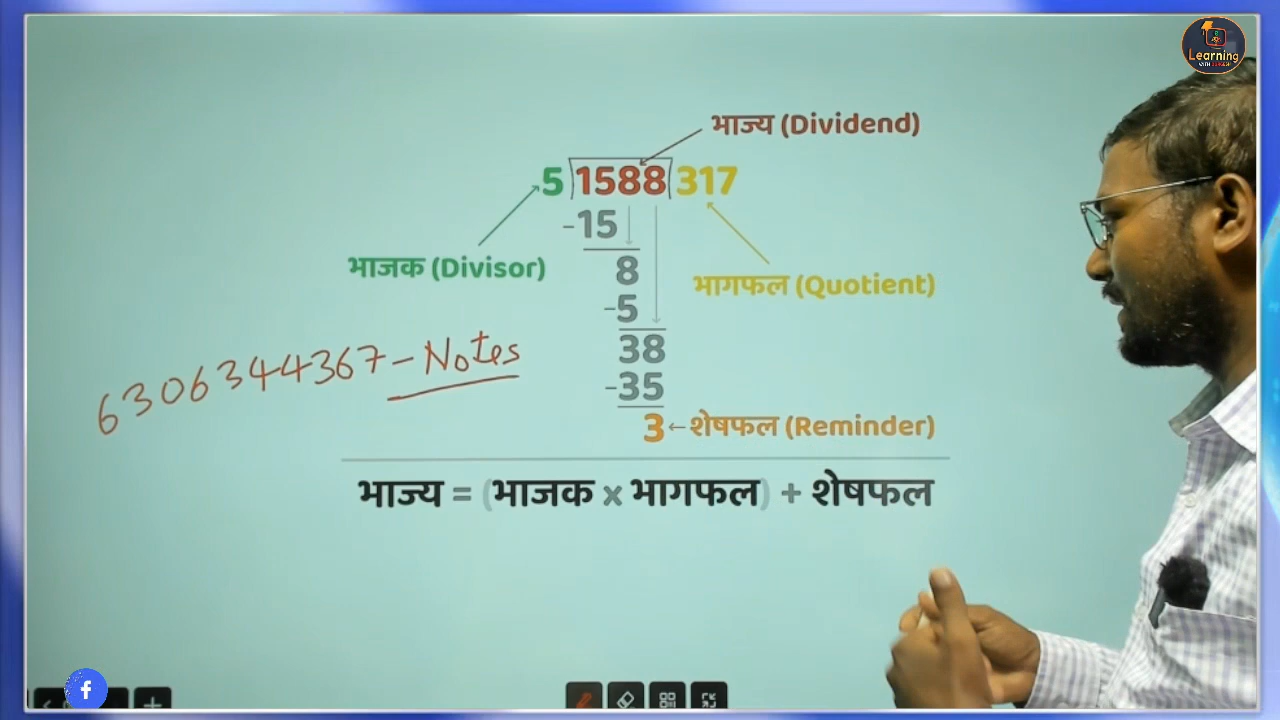 Learning
भाज्य (Dividend)
5 1588 317
-15
भाजक (Divisor)
8
भागफल (Quotient)
-5
6306344367 - Notes
38
-35
3 ← शेषफल (Reminder)
भाज्य = (भाजक x भागफल) + शेषफल
f